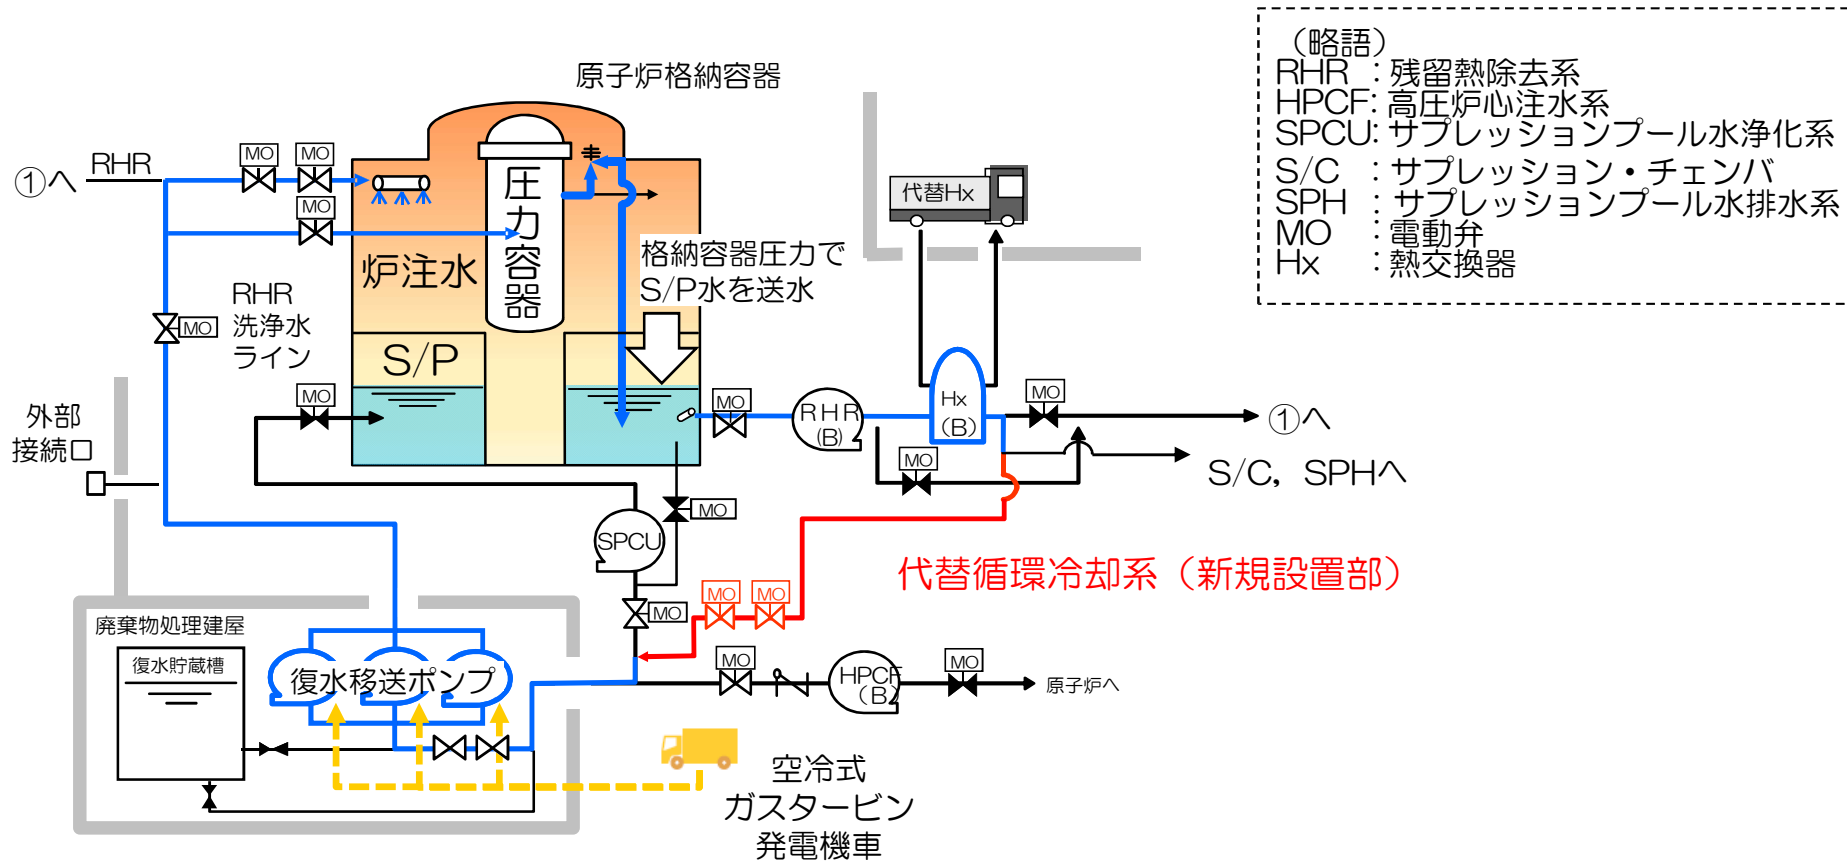 原子炉格納容器
（略語）
RHR ：残留熱除去系
HPCF：高圧炉心注水系
SPCU：サプレッションプール水浄化系
S/C ：サプレッション・チェンバ
SPH ：サプレッションプール水排水系
MO ：電動弁
Hx ：熱交換器
①へ
RHR
MO
MO
MO
圧力容器
代替Hx
炉注水
格納容器圧力で
S/P水を送水
RHR
洗浄水
ライン
MO
S/P
MO
MO
RHR
(B)
Hx
(B)
MO
①へ
外部
接続口
MO
S/C，SPHへ
MO
SPCU
代替循環冷却系（新規設置部）
MO
MO
MO
廃棄物処理建屋
復水貯蔵槽
復水移送ポンプ
MO
HPCF
(B)
MO
原子炉へ
空冷式
ガスタービン
発電機車